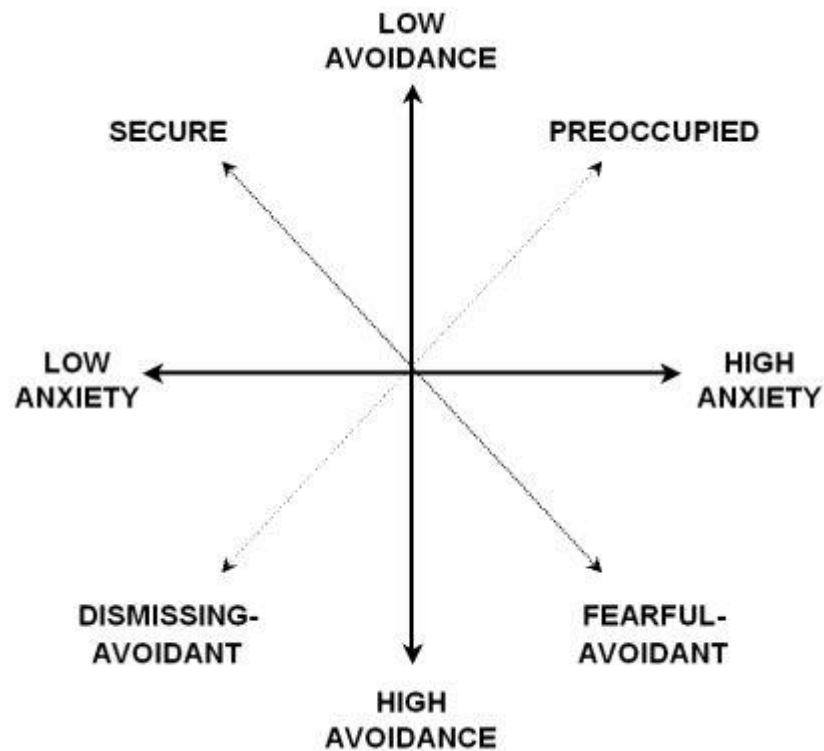 LOW
AVOIDANCE
SECURE
PREOCCUPIED
LOW
ANXIETY
HIGH
ANXIETY
DISMISSING-
AVOIDANT
FEARFUL-
AVOIDANT
HIGH
AVOIDANCE